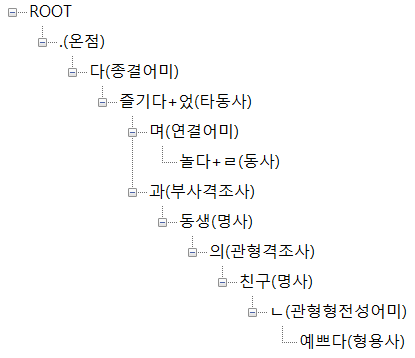 ROOT
.(온점)
다(종결어미)
즐기다+었(타동사)
며(연결어미)
놀다+ㄹ(동사)
과(부사격조사)
동생(명사)
의(관형격조사)
친구(명사)
ㄴ(관형형전성어미)
예쁘다(형용사)